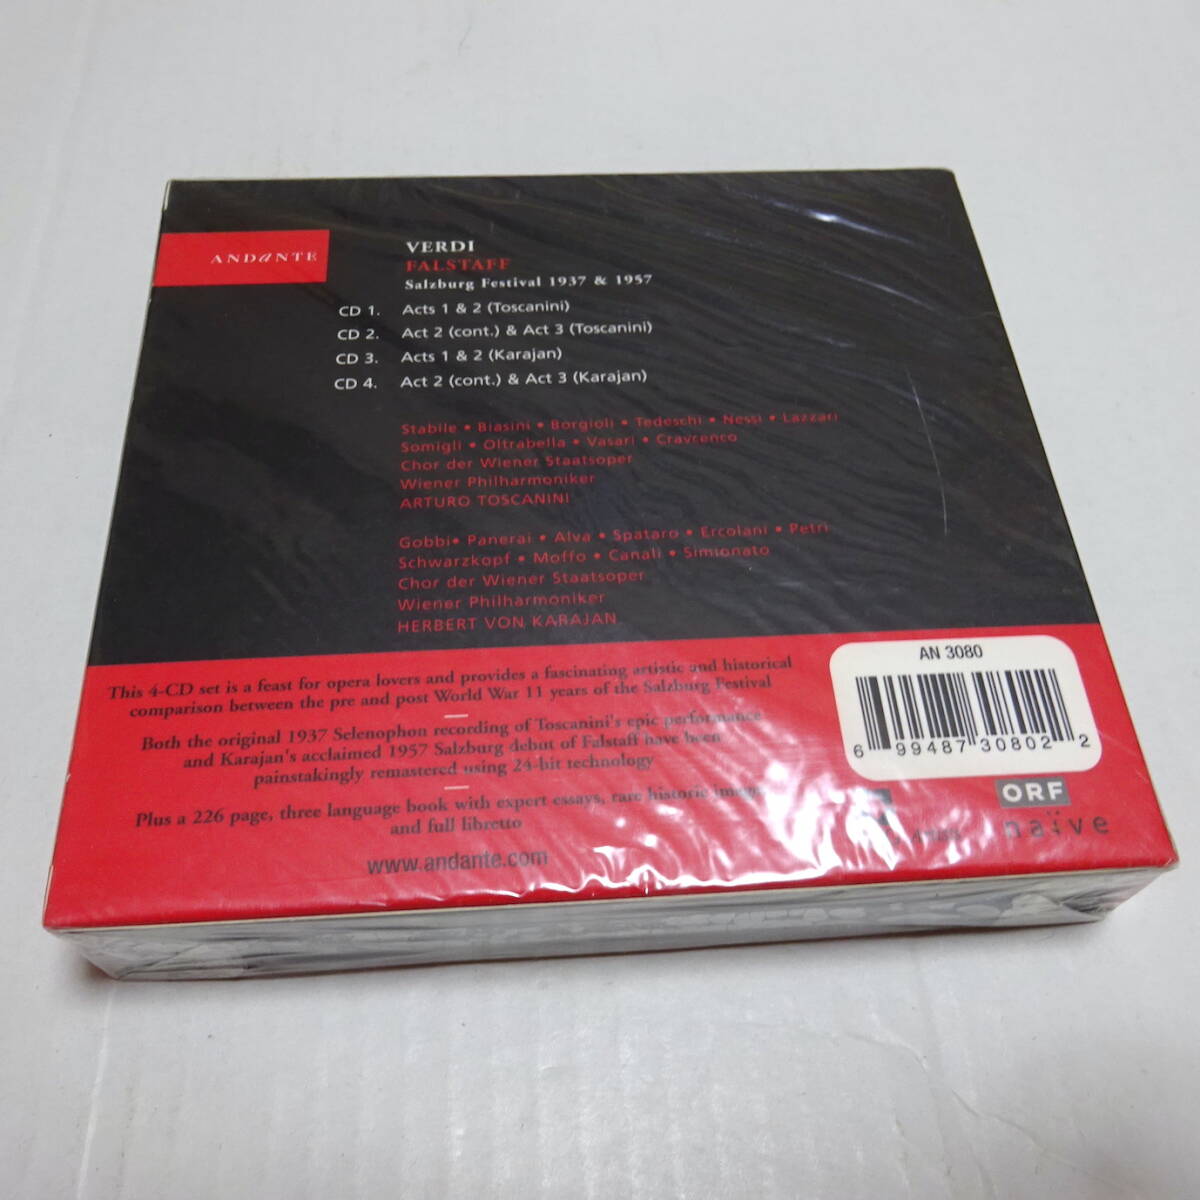 ANDANTE
VERDI
FALSTAFF
Salzburg Festival 1937 & 1957
CD 1. Acts 1 & 2 (Toscanini)
CD 2. Act 2 (cont.) & Act 3 (Toscanini)
CD 3. Acts 1 & 2 (Karajan)
CD 4. Act 2 (cont.) & Act 3 (Karajan)
Stabile • Biasini • Borgioli • Tedeschi • Nessi • Lazzari
Somigli • Oltrabella • Vasari • Cravcenco
Chor der Wiener Staatsoper
Wiener Philharmoniker
ARTURO TOSCANINI
Gobbi• Panerai • Alva • Spataro • Ercolani • Petri
Schwarzkopf • Moffo • Canali • Simionato
Chor der Wiener Staatsoper
Wiener Philharmoniker
HERBERT VON KARAJAN
This 4-CD set is a feast for opera lovers and provides a fascinating artistic and historical
comparison between the pre and post World War 11 years of the Salzburg Festival
Both the original 1937 Selenophon recording of Toscanini's epic performance
and Karajan's acclaimed 1957 Salzburg debut of Falstaff have been
painstakingly remastered using 24-bit technology
Plus a 226 page, three language book with expert essays, rare historic images
and full libretto
www.andante.com
AN 3080
6 99487 30802 2
ORF
naïve